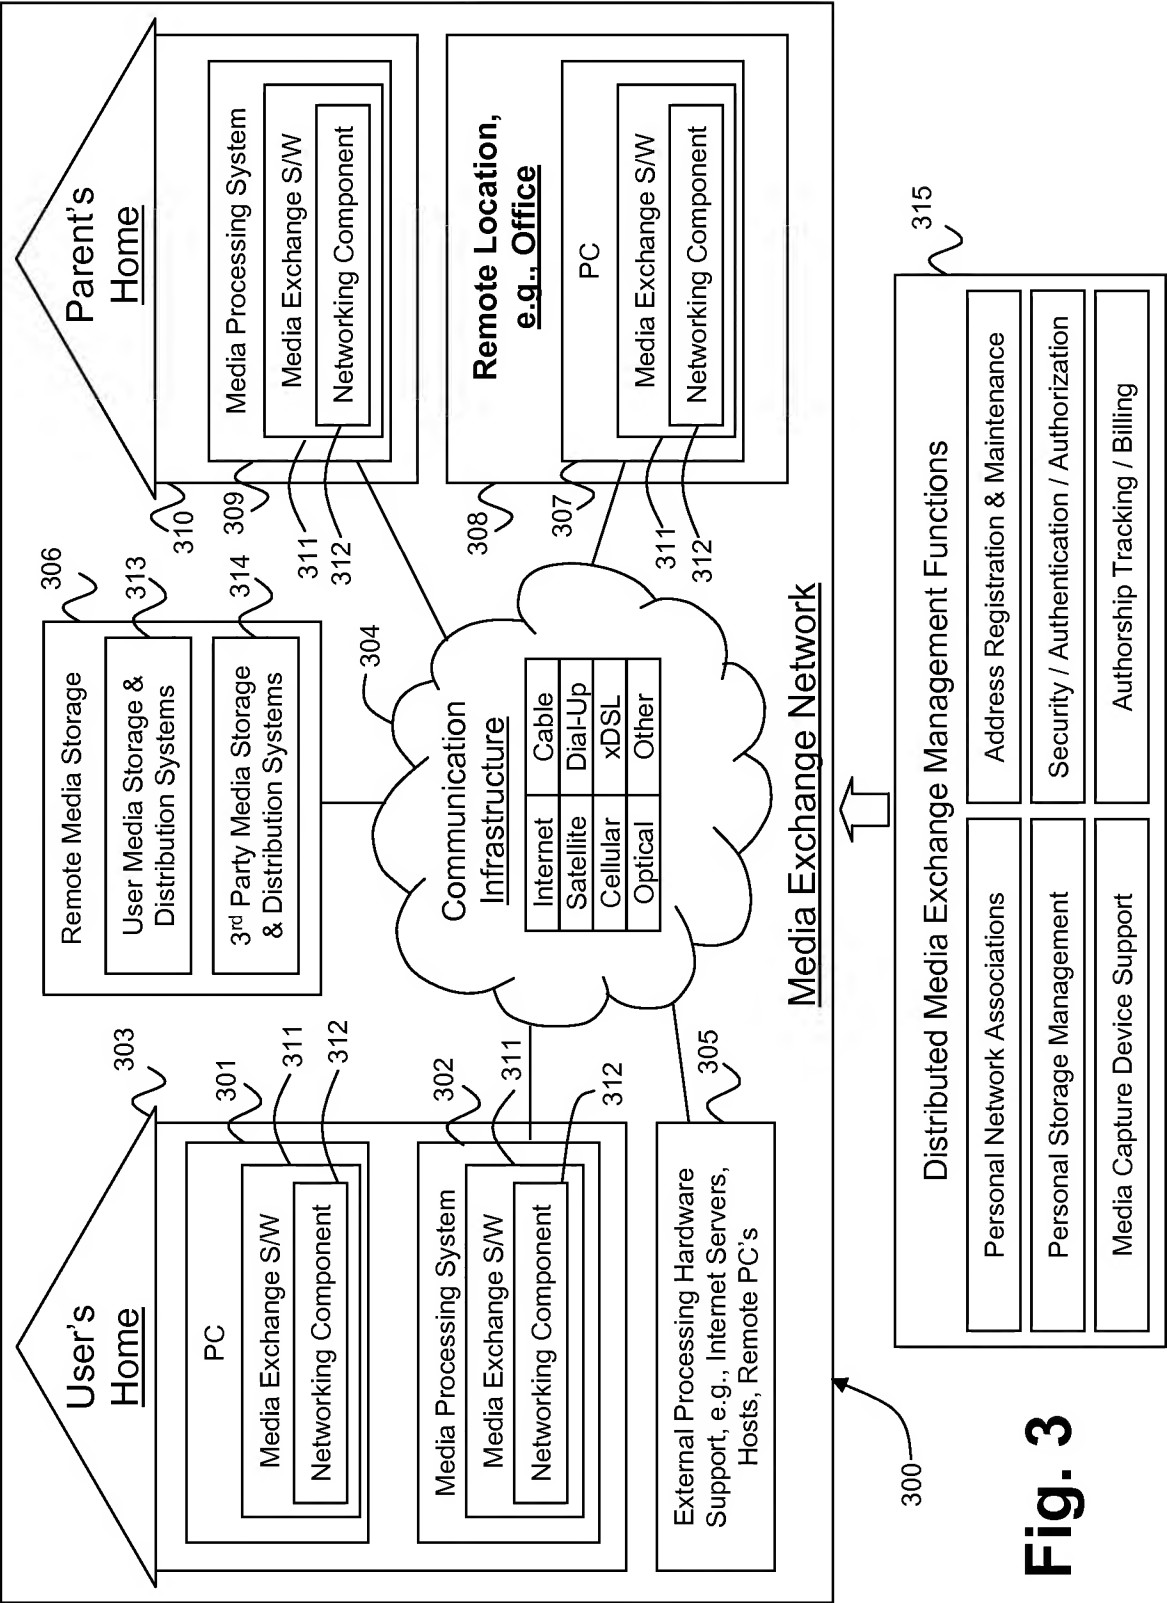 User's
Home
303
PC
301
Media Exchange S/W
311
Networking Component
312
Media Processing System
302
Media Exchange S/W
311
Networking Component
312
External Processing Hardware
Support, e.g., Internet Servers,
Hosts, Remote PC's
305
Remote Media Storage
306
User Media Storage &
Distribution Systems
313
3rd Party Media Storage
& Distribution Systems
314
304
Communication
Infrastructure
Internet Cable
Satellite Dial-Up
Cellular xDSL
Optical Other
Parent's
Home
310
Media Processing System
309
Media Exchange S/W
311
Networking Component
312
Remote Location,
e.g., Office
308
PC
307
Media Exchange S/W
311
Networking Component
312
Media Exchange Network
300
315
Distributed Media Exchange Management Functions
Personal Network Associations
Address Registration & Maintenance
Personal Storage Management
Security / Authentication / Authorization
Media Capture Device Support
Authorship Tracking / Billing
Fig. 3